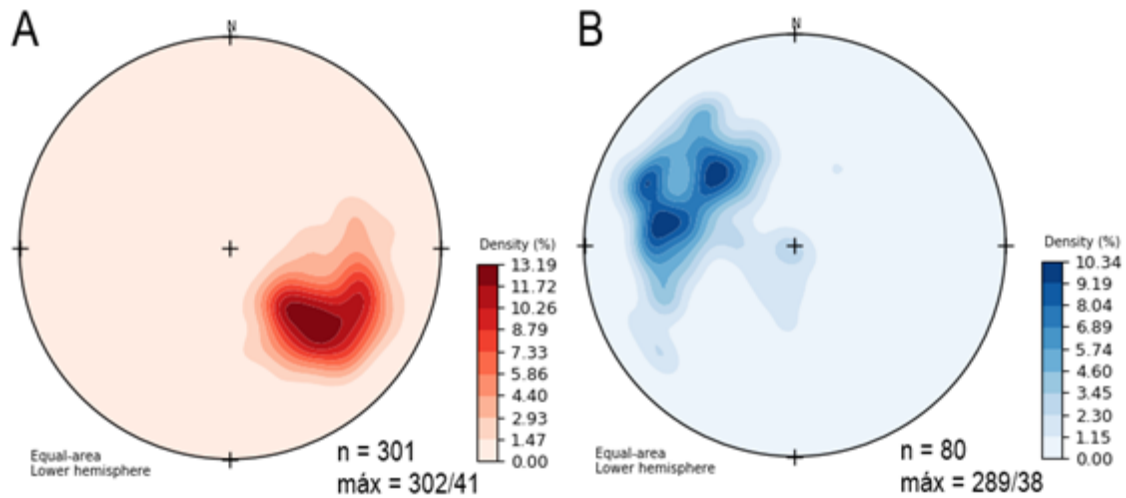 A
N
Density (%)
13.19
11.72
10.26
8.79
7.33
5.86
4.40
2.93
1.47
0.00
Equal-area
Lower hemisphere
n = 301
máx = 302/41
B
N
Density (%)
10.34
9.19
8.04
6.89
5.74
4.60
3.45
2.30
1.15
0.00
Equal-area
Lower hemisphere
n = 80
máx = 289/38